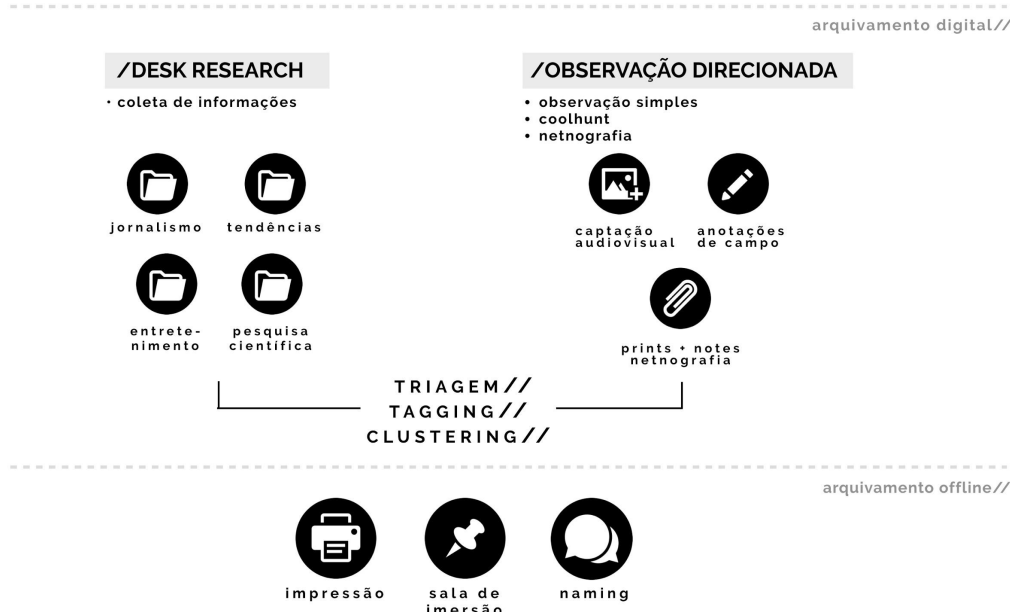 arquivamento digital//
/DESK RESEARCH
• coleta de informações
jornalismo
tendências
entrete-
nimento
pesquisa
científica
/OBSERVAÇÃO DIRECIONADA
• observação simples
• coolhunt
• netnografia
captação
audiovisual
anotações
de campo
prints + notes
netnografia
TRIAGEM//
TAGGING//
CLUSTERING//
arquivamento offline//
impressão
sala de
imersão
naming